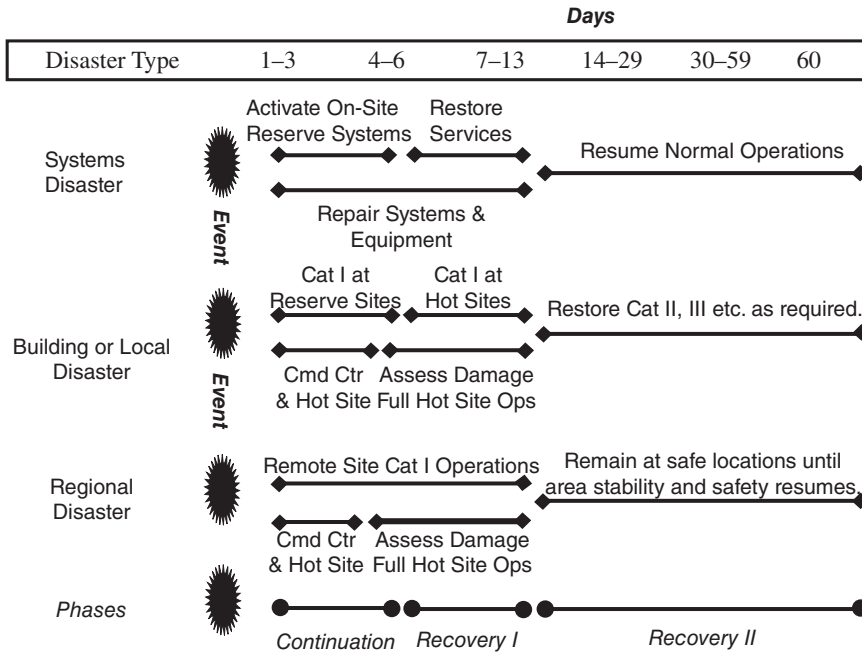 Days
Disaster Type 1–3 4–6 7–13 14–29 30–59 60
Activate On-Site
Reserve Systems
Restore
Services
Systems
Disaster
Resume Normal Operations
Repair Systems &
Equipment
Event
Cat I at
Reserve Sites
Cat I at
Hot Sites
Building or Local
Disaster
Restore Cat II, III etc. as required.
Cmd Ctr
& Hot Site
Assess Damage
Full Hot Site Ops
Event
Regional
Disaster
Remote Site Cat I Operations
Remain at safe locations until
area stability and safety resumes.
Cmd Ctr
& Hot Site
Assess Damage
Full Hot Site Ops
Phases
Continuation
Recovery I
Recovery II